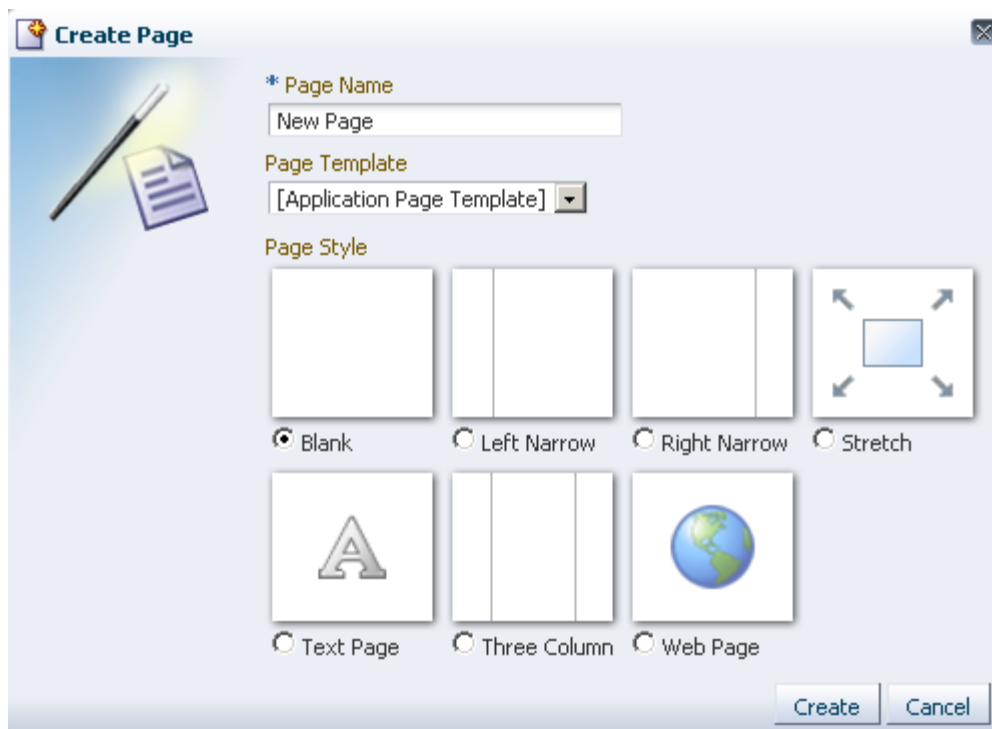 Create Page
* Page Name
New Page
Page Template
[Application Page Template]
Page Style
Blank Left Narrow Right Narrow Stretch
A
Text Page Three Column Web Page
Create Cancel